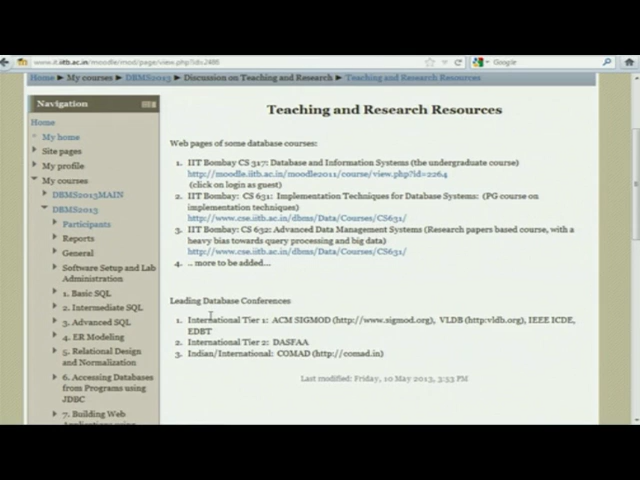 www.it.iitb.ac.in/moodle/mod/page/view.php?id=2486
Google
Home ► My courses ► DBMS2013 ► Discussion on Teaching and Research ► Teaching and Research Resources
Navigation
Home
My home
Site pages
My profile
My courses
DBMS2013MAIN
DBMS2013
Participants
Reports
General
Software Setup and Lab
Administration
1. Basic SQL
2. Intermediate SQL
3. Advanced SQL
4. ER Modeling
5. Relational Design
and Normalization
6. Accessing Databases
from Programs using
JDBC
7. Building Web
Applications using
Teaching and Research Resources
Web pages of some database courses:
1. IIT Bombay CS 317: Database and Information Systems (the undergraduate course)
http://moodle.iitb.ac.in/moodle2011/course/view.php?id=2264
(click on login as guest)
2. IIT Bombay: CS 631: Implementation Techniques for Database Systems: (PG course on
implementation techniques)
http://www.cse.iitb.ac.in/dbms/Data/Courses/CS631/
3. IIT Bombay: CS 632: Advanced Data Management Systems (Research papers based course, with a
heavy bias towards query processing and big data)
http://www.cse.iitb.ac.in/dbms/Data/Courses/CS631/
4. .. more to be added...
Leading Database Conferences
1. International Tier 1: ACM SIGMOD (http://www.sigmod.org), VLDB (http:vldb.org), IEEE ICDE,
EDBT
2. International Tier 2: DASFAA
3. Indian/International: COMAD (http://comad.in)
Last modified: Friday, 10 May 2013, 3:53 PM